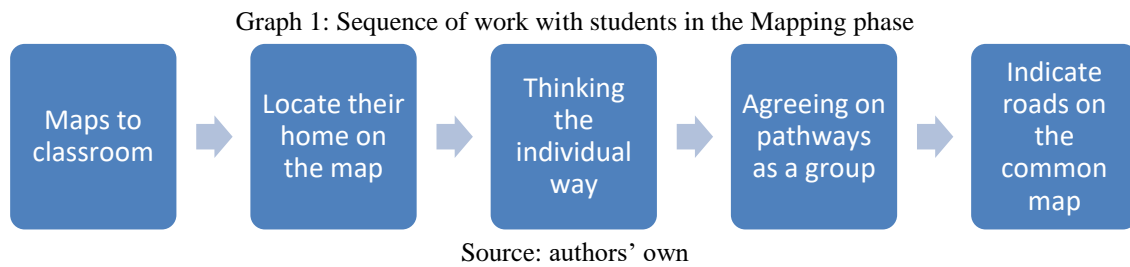 Graph 1: Sequence of work with students in the Mapping phase
Maps to
classroom
Locate their
home on
the map
Thinking
the
individual
way
Agreeing on
pathways
as a group
Indicate
roads on
the
common
map
Source: authors’ own